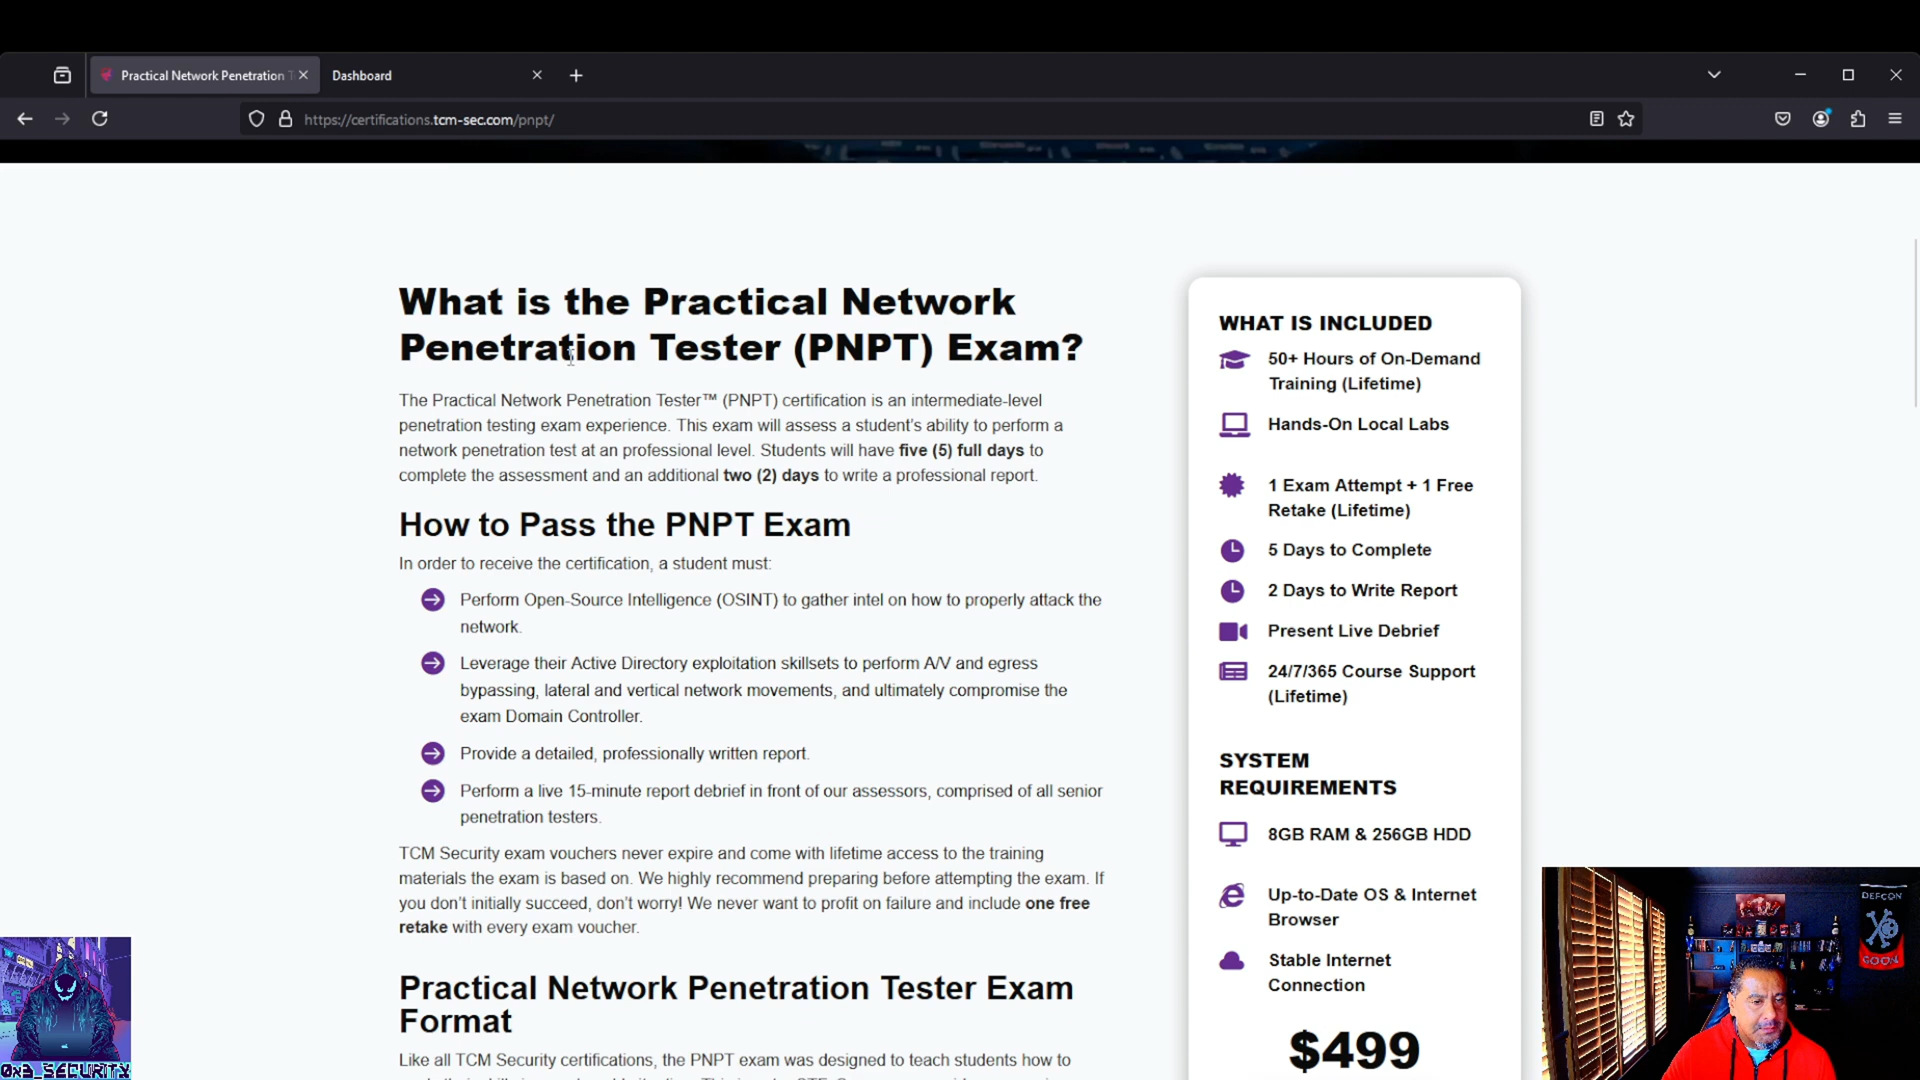 Practical Network Penetration T
Dashboard
https://certifications.tcm-sec.com/pnpt/
What is the Practical Network
Penetration Tester (PNPT) Exam?
The Practical Network Penetration Tester™ (PNPT) certification is an intermediate-level
penetration testing exam experience. This exam will assess a student's ability to perform a
network penetration test at an professional level. Students will have five (5) full days to
complete the assessment and an additional two (2) days to write a professional report.
How to Pass the PNPT Exam
In order to receive the certification, a student must:
Perform Open-Source Intelligence (OSINT) to gather intel on how to properly attack the
network.
Leverage their Active Directory exploitation skillsets to perform A/V and egress
bypassing, lateral and vertical network movements, and ultimately compromise the
exam Domain Controller.
Provide a detailed, professionally written report.
Perform a live 15-minute report debrief in front of our assessors, comprised of all senior
penetration testers.
TCM Security exam vouchers never expire and come with lifetime access to the training
materials the exam is based on. We highly recommend preparing before attempting the exam. If
you don't initially succeed, don't worry! We never want to profit on failure and include one free
retake with every exam voucher.
Practical Network Penetration Tester Exam
Format
Like all TCM Security certifications, the PNPT exam was designed to teach students how to
WHAT IS INCLUDED
50+ Hours of On-Demand
Training (Lifetime)
Hands-On Local Labs
1 Exam Attempt + 1 Free
Retake (Lifetime)
5 Days to Complete
2 Days to Write Report
Present Live Debrief
24/7/365 Course Support
(Lifetime)
SYSTEM
REQUIREMENTS
8GB RAM & 256GB HDD
Up-to-Date OS & Internet
Browser
Stable Internet
Connection
$499
0x3_SECURITY
DEFCON
GOON